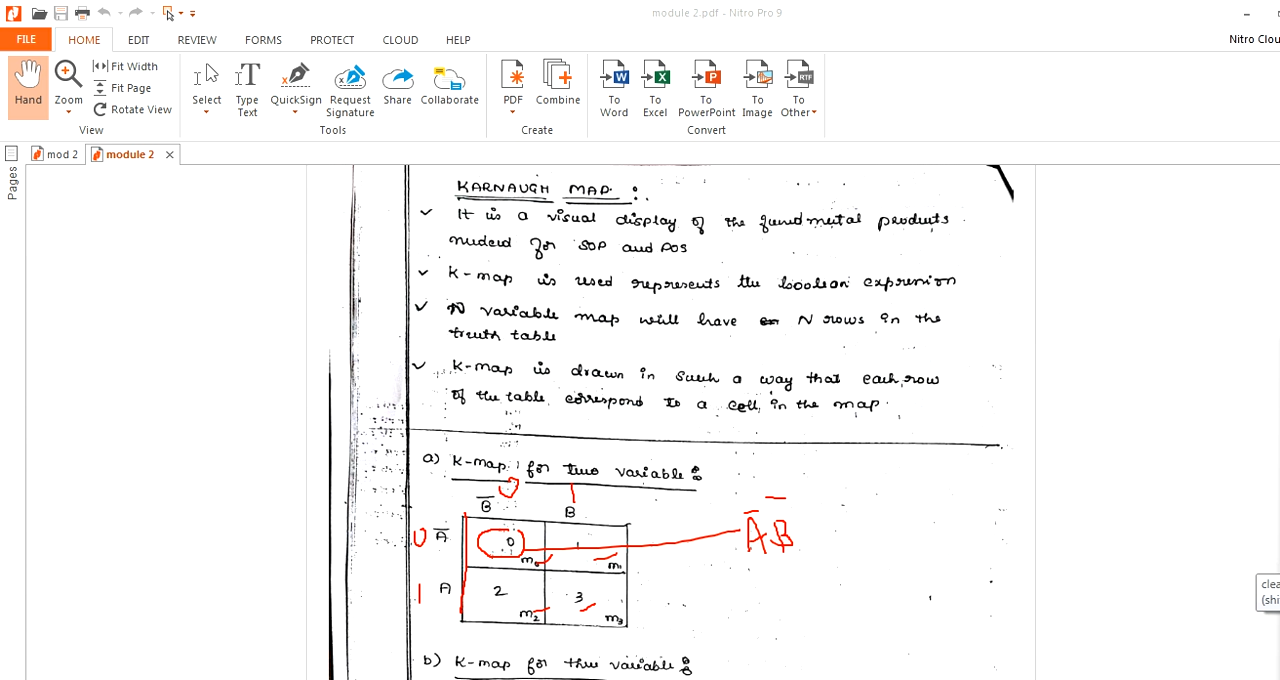 module 2.pdf - Nitro Pro 9
FILE HOME EDIT REVIEW FORMS PROTECT CLOUD HELP
Nitro Clou
Hand
Zoom
Fit Width
Fit Page
Rotate View
View
Select
Type Text
QuickSign
Request Signature
Share
Collaborate
Tools
PDF
Combine
Create
To Word
To Excel
To PowerPoint
To Image
To Other
Convert
Pages
mod 2
module 2
KARNAUGH MAP :.
✓ It is a visual display of the fundmetal products
nuded for SOP and POS
✓ K-map is used represents the boolean expression
✓ N variable map will have N rows in the
truth table
✓ K-map is drawn in such a way that each row
of the table correspond to a cell in the map.
a) K-map for two variable :
0
B̅ B
0 A̅ 0 m₀ 1 m₁
A̅ B̅
1 A 2 m₂ 3 m₃
clea
(shi
b) K-map for three variable :